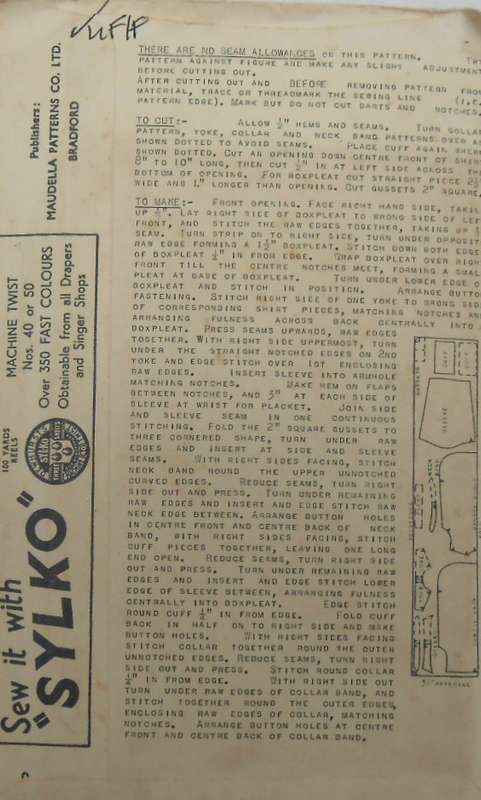 THERE ARE NO SEAM ALLOWANCES ON THIS PATTERN.
PATTERN AGAINST FIGURE AND MAKE ANY SLIGHT ADJUSTMENT
BEFORE CUTTING OUT.
AFTER CUTTING OUT AND BEFORE REMOVING PATTERN FROM
MATERIAL, TRACE OR THREADMARK THE SEWING LINE (I.E.
PATTERN EDGE). MARK BUT DO NOT CUT DARTS AND NOTCHES.
TO CUT:- ALLOW ½" HEMS AND SEAMS. TURN COLLAR
PATTERN, YOKE, COLLAR AND NECK BAND PATTERNS OVER AS
SHOWN DOTTED TO AVOID SEAMS. PLACE CUFF AGAIN WHERE
SHOWN DOTTED. CUT AN OPENING DOWN CENTRE FRONT OF SHIRT
8" TO 10" LONG, THEN CUT ½" IN AT LEFT SIDE ACROSS THE
BOTTOM OF OPENING. FOR BOXPLEAT CUT STRAIGHT PIECE
WIDE AND 1" LONGER THAN OPENING. CUT GUSSETS 2" SQUARE.
TO MAKE:- FRONT OPENING. FACE RIGHT HAND SIDE, TAKING
UP ½". LAY RIGHT SIDE OF BOXPLEAT TO WRONG SIDE OF LEFT
FRONT, AND STITCH THE RAW EDGES TOGETHER, TAKING UP
SEAM. TURN STRIP ON TO RIGHT SIDE, TURN UNDER OPPOSITE
RAW EDGE FORMING A 1½" BOXPLEAT. STITCH DOWN BOTH EDGES
OF BOXPLEAT ¼" IN FROM EDGE. WRAP BOXPLEAT OVER RIGHT
FRONT TILL THE CENTRE NOTCHES MEET, FORMING A SMALL
PLEAT AT BASE OF BOXPLEAT. TURN UNDER LOWER EDGE OF
BOXPLEAT AND STITCH IN POSITION. ARRANGE BUTTON
FASTENING. STITCH RIGHT SIDE OF ONE YOKE TO WRONG SIDE
OF CORRESPONDING SHIRT PIECES, MATCHING NOTCHES AND
ARRANGING FULNESS ACROSS BACK CENTRALLY INTO
BOXPLEAT. PRESS SEAMS UPWARDS, RAW EDGES
TOGETHER. WITH RIGHT SIDE UPPERMOST, TURN
UNDER THE STRAIGHT NOTCHED EDGES ON 2ND
YOKE AND EDGE STITCH OVER 1ST ENCLOSING
RAW EDGES. INSERT SLEEVE INTO ARMHOLE
MATCHING NOTCHES. MAKE HEM ON FLAPS
BETWEEN NOTCHES, AND 3" AT EACH SIDE OF
SLEEVE AT WRIST FOR PLACKET. JOIN SIDE
AND SLEEVE SEAM IN ONE CONTINUOUS
STITCHING. FOLD THE 2" SQUARE GUSSETS TO
THREE CORNERED SHAPE, TURN UNDER RAW
EDGES AND INSERT AT SIDE AND SLEEVE
SEAMS. WITH RIGHT SIDES FACING, STITCH
NECK BAND ROUND THE UPPER UNNOTCHED
CURVED EDGES. REDUCE SEAMS, TURN RIGHT
SIDE OUT AND PRESS. TURN UNDER REMAINING
RAW EDGES AND INSERT AND EDGE STITCH RAW
NECK EDGE BETWEEN. ARRANGE BUTTON HOLES
IN CENTRE FRONT AND CENTRE BACK OF NECK
BAND, WITH RIGHT SIDES FACING, STITCH
CUFF PIECES TOGETHER, LEAVING ONE LONG
END OPEN. REDUCE SEAMS, TURN RIGHT SIDE
OUT AND PRESS. TURN UNDER REMAINING RAW
EDGES AND INSERT AND EDGE STITCH LOWER
EDGE OF SLEEVE BETWEEN, ARRANGING FULNESS
CENTRALLY INTO BOXPLEAT. EDGE STITCH
ROUND CUFF ¼" IN FROM EDGE. FOLD CUFF
BACK IN HALF ON TO RIGHT SIDE AND MAKE
BUTTON HOLES. WITH RIGHT SIDES FACING
STITCH COLLAR TOGETHER ROUND THE OUTER
UNNOTCHED EDGES. REDUCE SEAMS, TURN RIGHT
SIDE OUT AND PRESS. STITCH ROUND COLLAR
¼" IN FROM EDGE. WITH RIGHT SIDE OUT
TURN UNDER RAW EDGES OF COLLAR BAND, AND
STITCH TOGETHER ROUND THE OUTER EDGES,
ENCLOSING RAW EDGES OF COLLAR, MATCHING
NOTCHES. ARRANGE BUTTON HOLES AT CENTRE
FRONT AND CENTRE BACK OF COLLAR BAND.
Publishers:
MAUDELLA PATTERNS CO. LTD.
BRADFORD
Sew it with
"SYLKO"
100 YARDS
REELS
MACHINE TWIST
Nos. 40 or 50
Over 350 FAST COLOURS
Obtainable from all Drapers
and Singer Shops